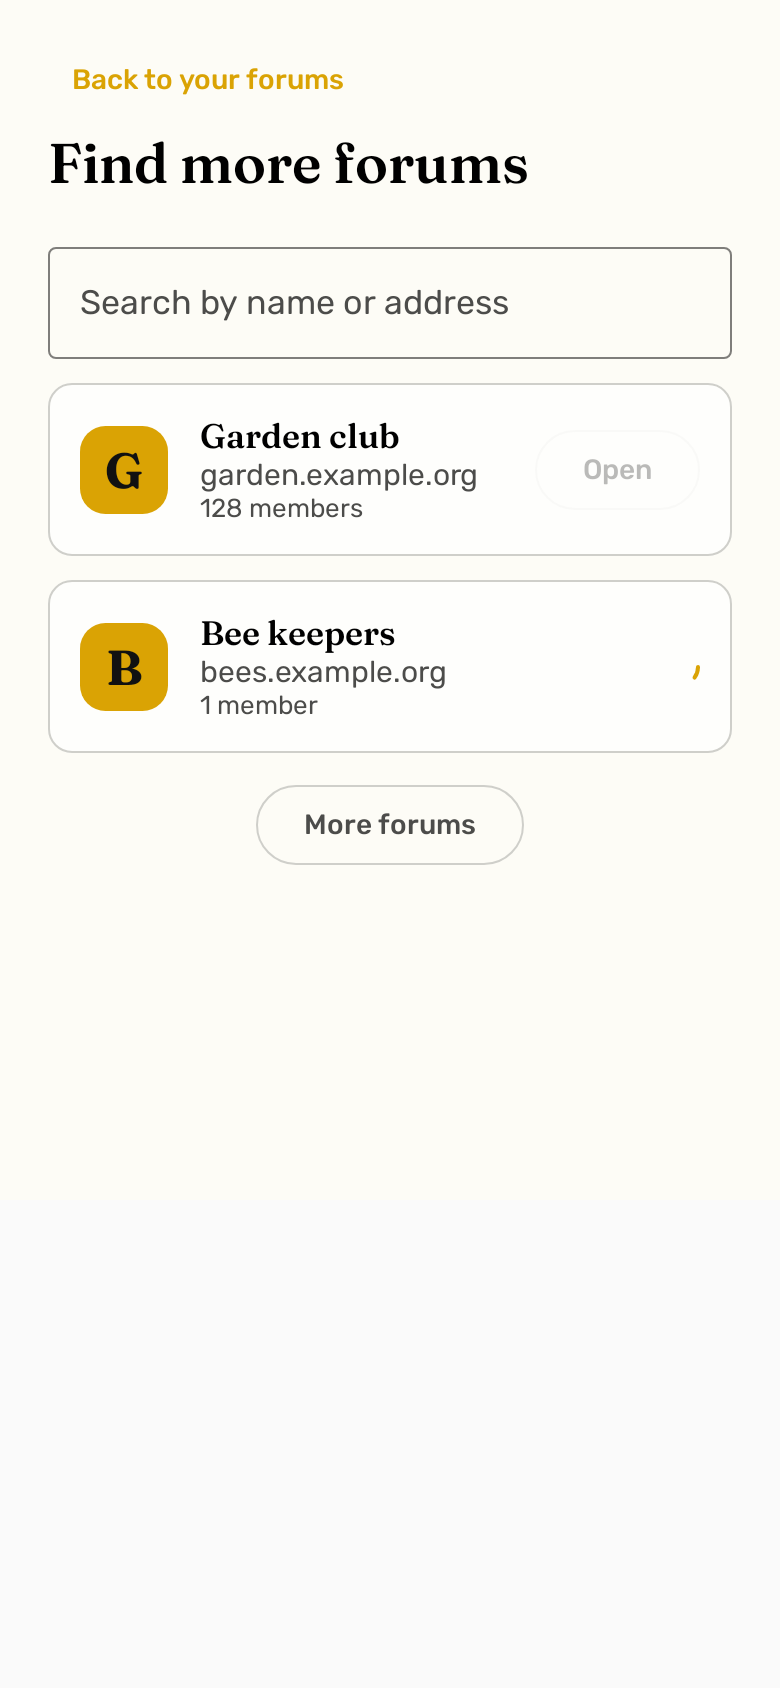 Back to your forums
Find more forums
Search by name or address
G
Garden club
garden.example.org
128 members
Open
B
Bee keepers
bees.example.org
1 member
More forums